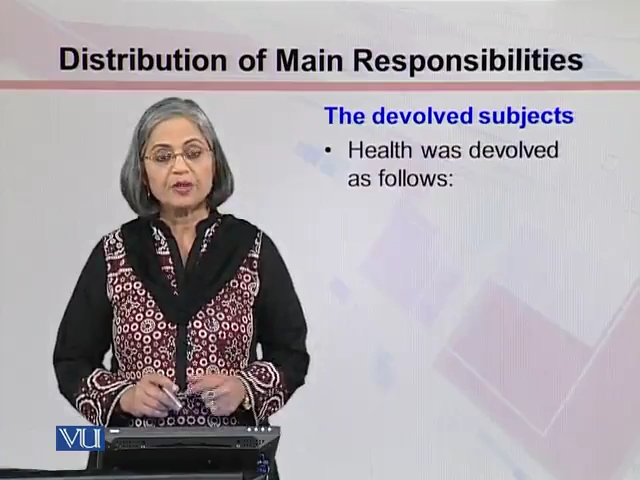 Distribution of Main Responsibilities
The devolved subjects
• Health was devolved
as follows:
VU